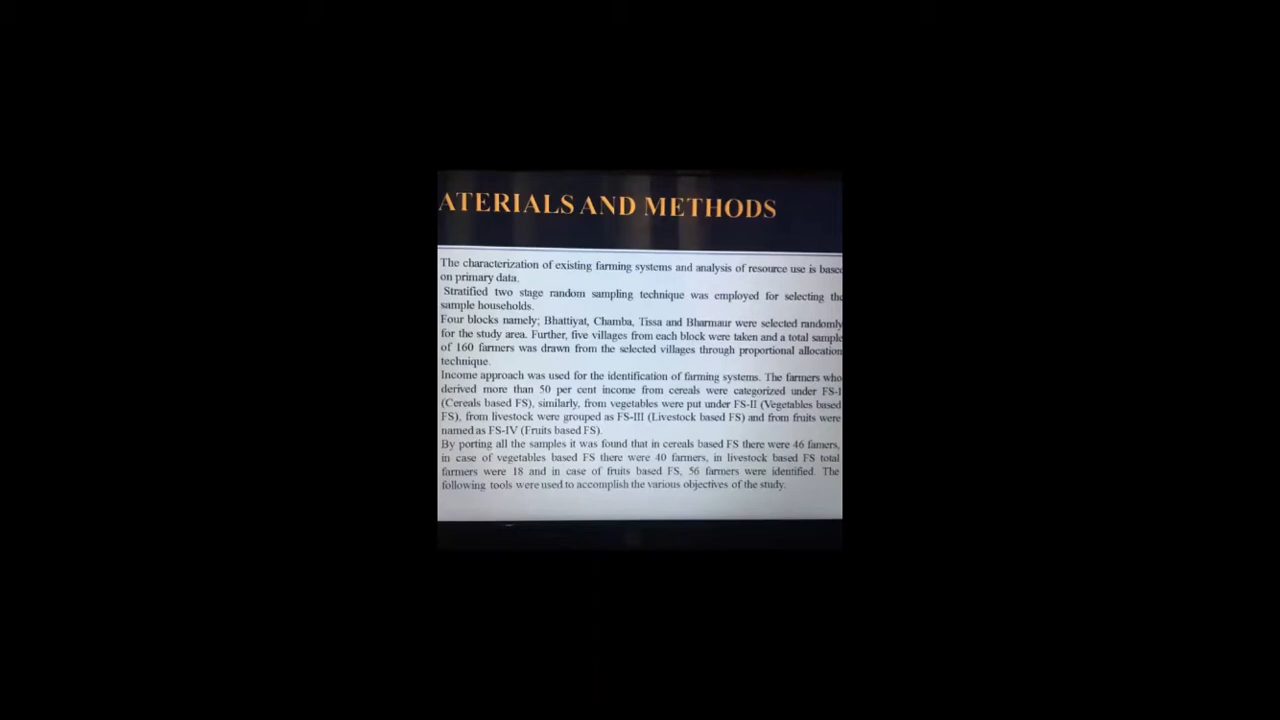 ATERIALS AND METHODS
The characterization of existing farming systems and analysis of resource use is base
on primary data.
Stratified two stage random sampling technique was employed for selecting the
sample households.
Four blocks namely; Bhattiyat, Chamba, Tissa and Bharmaur were selected randomly
for the study area. Further, five villages from each block were taken and a total sample
of 160 farmers was drawn from the selected villages through proportional allocation
technique.
Income approach was used for the identification of farming systems. The farmers who
derived more than 50 per cent income from cereals were categorized under FS-I
(Cereals based FS), similarly, from vegetables were put under FS-II (Vegetables based
FS), from livestock were grouped as FS-III (Livestock based FS) and from fruits were
named as FS-IV (Fruits based FS).
By porting all the samples it was found that in cereals based FS there were 46 famers,
in case of vegetables based FS there were 40 farmers, in livestock based FS total
farmers were 18 and in case of fruits based FS, 56 farmers were identified. The
following tools were used to accomplish the various objectives of the study.